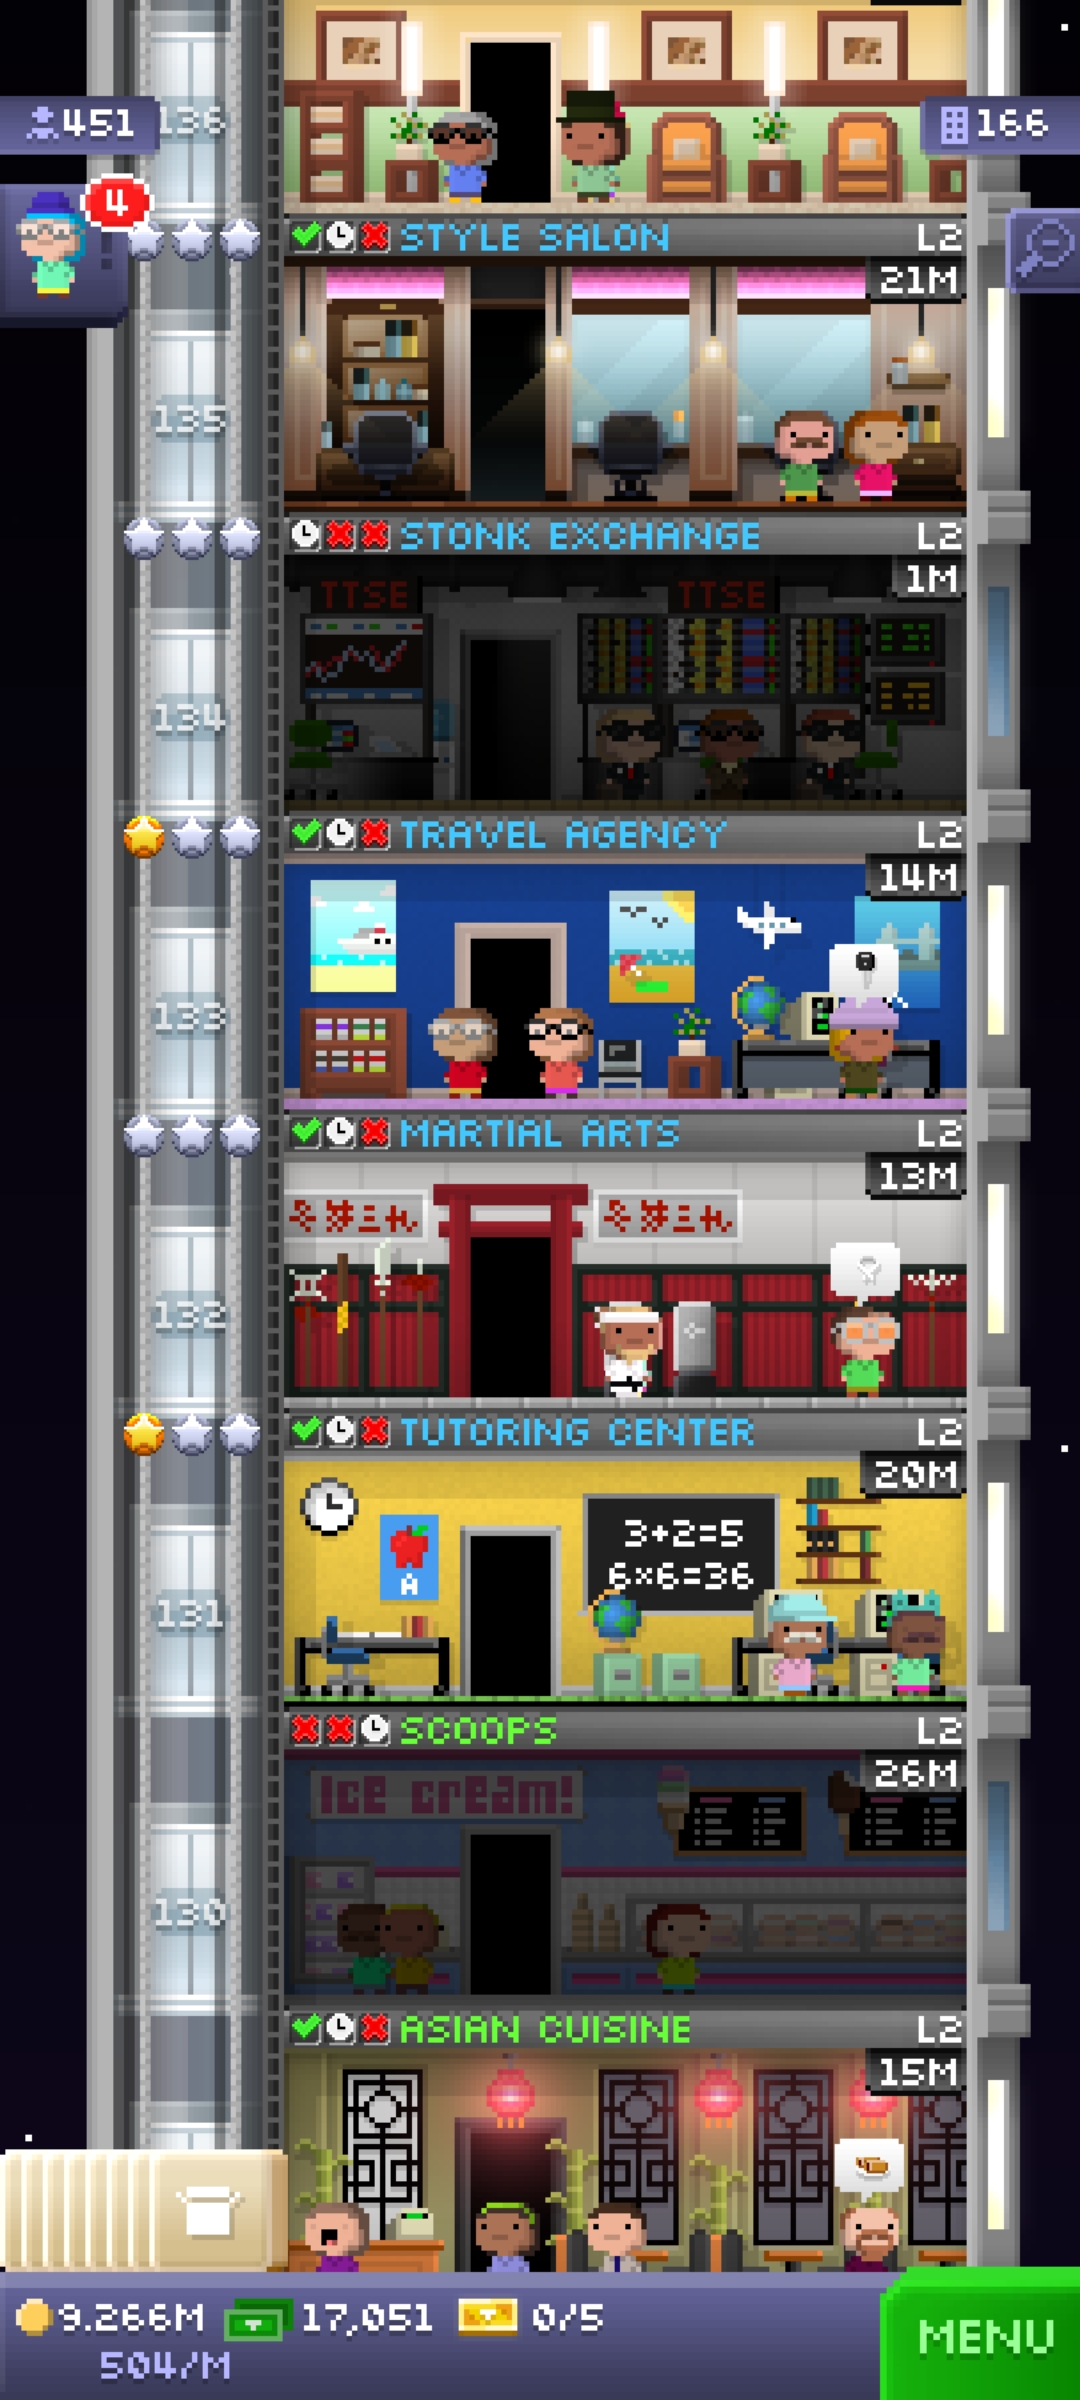 136
451
166
4
STYLE SALON
L2
21M
135
STONK EXCHANGE
L2
1M
TTSE
TTSE
134
TRAVEL AGENCY
L2
14M
133
MARTIAL ARTS
L2
13M
132
TUTORING CENTER
L2
20M
3+2=5
6×6=36
A
131
SCOOPS
L2
26M
Ice cream!
130
ASIAN CUISINE
L2
15M
9.266M
17,051
0/5
504/M
MENU